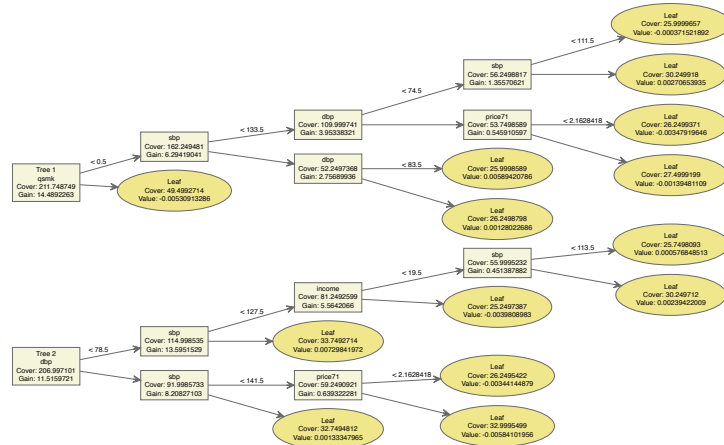 Tree 1
qsmk
Cover: 211.748749
Gain: 14.4892263
< 0.5
sbp
Cover: 162.249481
Gain: 6.29419041
Leaf
Cover: 49.4992714
Value: -0.00530913286
< 133.5
dbp
Cover: 109.999741
Gain: 3.95338321
dbp
Cover: 52.2497368
Gain: 2.75689936
< 74.5
sbp
Cover: 56.2498817
Gain: 1.35570621
price71
Cover: 53.7498589
Gain: 0.545910597
< 83.5
Leaf
Cover: 25.9998589
Value: 0.00589420786
Leaf
Cover: 26.2498798
Value: 0.00128022686
< 111.5
Leaf
Cover: 25.9999657
Value: -0.000371521892
Leaf
Cover: 30.249918
Value: 0.00270653935
< 2.1628418
Leaf
Cover: 26.2499371
Value: -0.00347919646
Leaf
Cover: 27.4999199
Value: -0.00139481109
Tree 2
dbp
Cover: 206.997101
Gain: 11.5159721
< 78.5
sbp
Cover: 114.998535
Gain: 13.5951529
sbp
Cover: 91.9985733
Gain: 8.20827103
< 127.5
income
Cover: 81.2492599
Gain: 5.5642066
Leaf
Cover: 33.7492714
Value: 0.00729841972
< 141.5
price71
Cover: 59.2490921
Gain: 0.639322281
Leaf
Cover: 32.7494812
Value: 0.00133347965
< 19.5
sbp
Cover: 55.9995232
Gain: 0.451387882
Leaf
Cover: 25.2497387
Value: -0.0039808983
< 113.5
Leaf
Cover: 25.7498093
Value: 0.000576848513
Leaf
Cover: 30.249712
Value: 0.00239422009
< 2.1628418
Leaf
Cover: 26.2495422
Value: -0.00344144879
Leaf
Cover: 32.9995499
Value: -0.00584101956